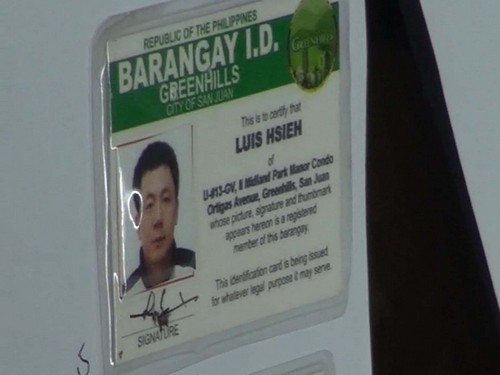 REPUBLIC OF THE PHILIPPINES
BARANGAY I.D.
GREENHILLS
CITY OF SAN JUAN
GREENHILLS
This is to certify that
LUIS HSIEH
of
U-813-GV, II Midland Park Manor Condo
Ortigas Avenue, Greenhills, San Juan
whose picture, signature and thumbmark
appears hereon is a registered
member of this barangay.
This identification card is being issued
for whatever legal purpose it may serve.
SIGNATURE